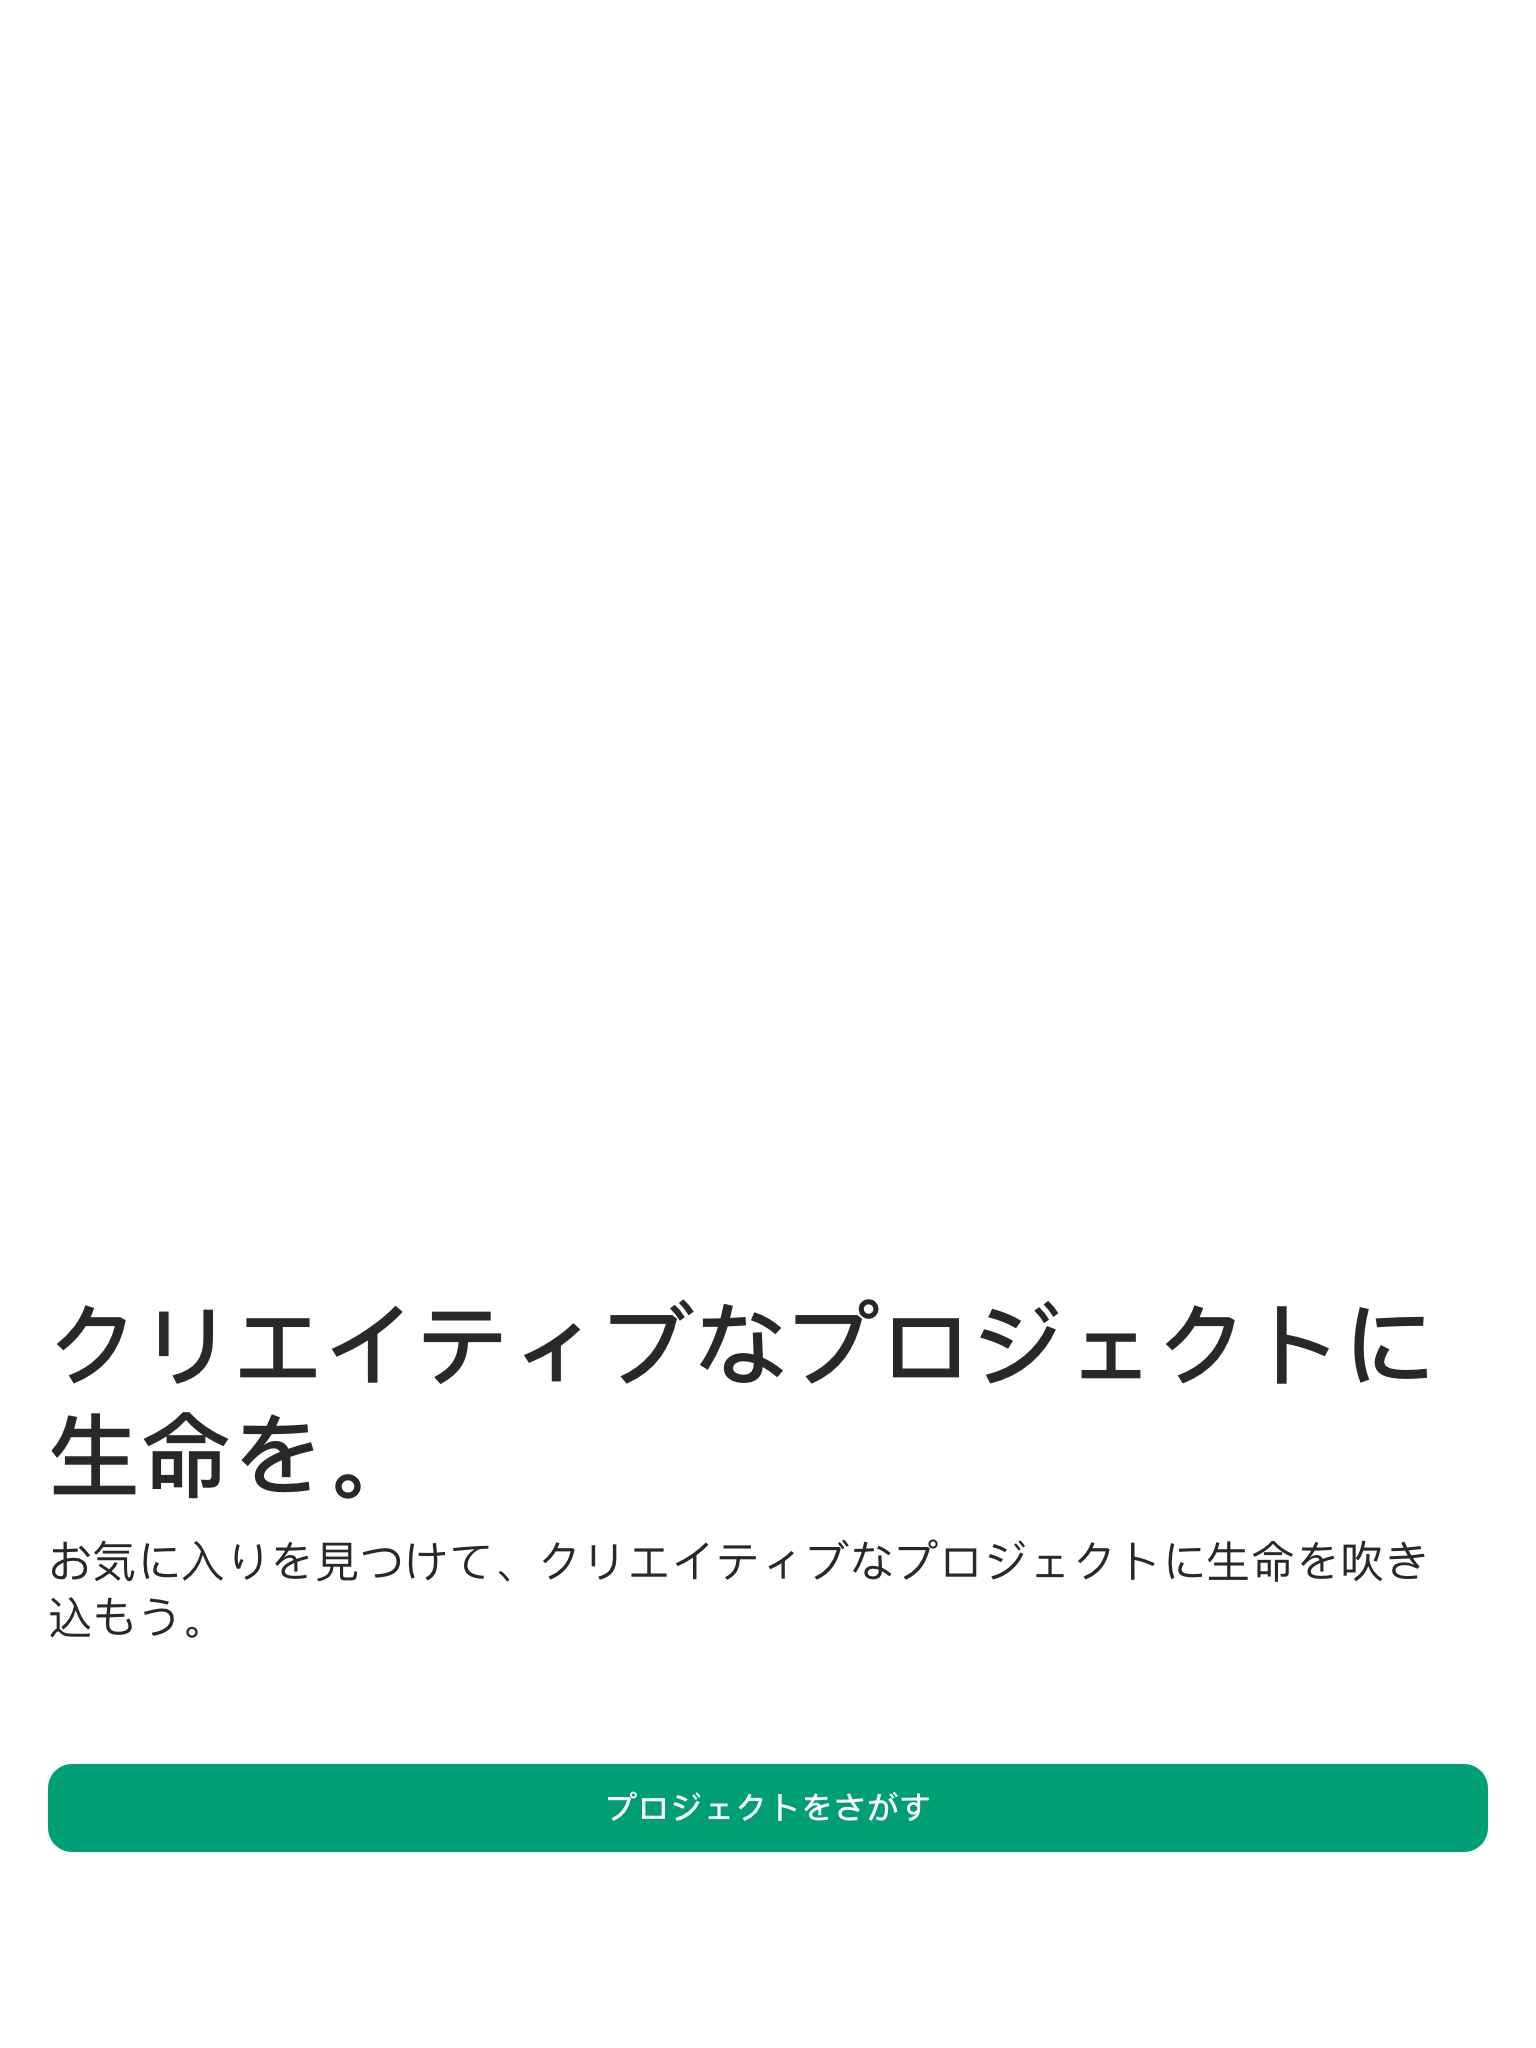 クリエイティブなプロジェクトに
生命を。
お気に入りを見つけて、クリエイティブなプロジェクトに生命を吹き
込もう。
プロジェクトをさがす